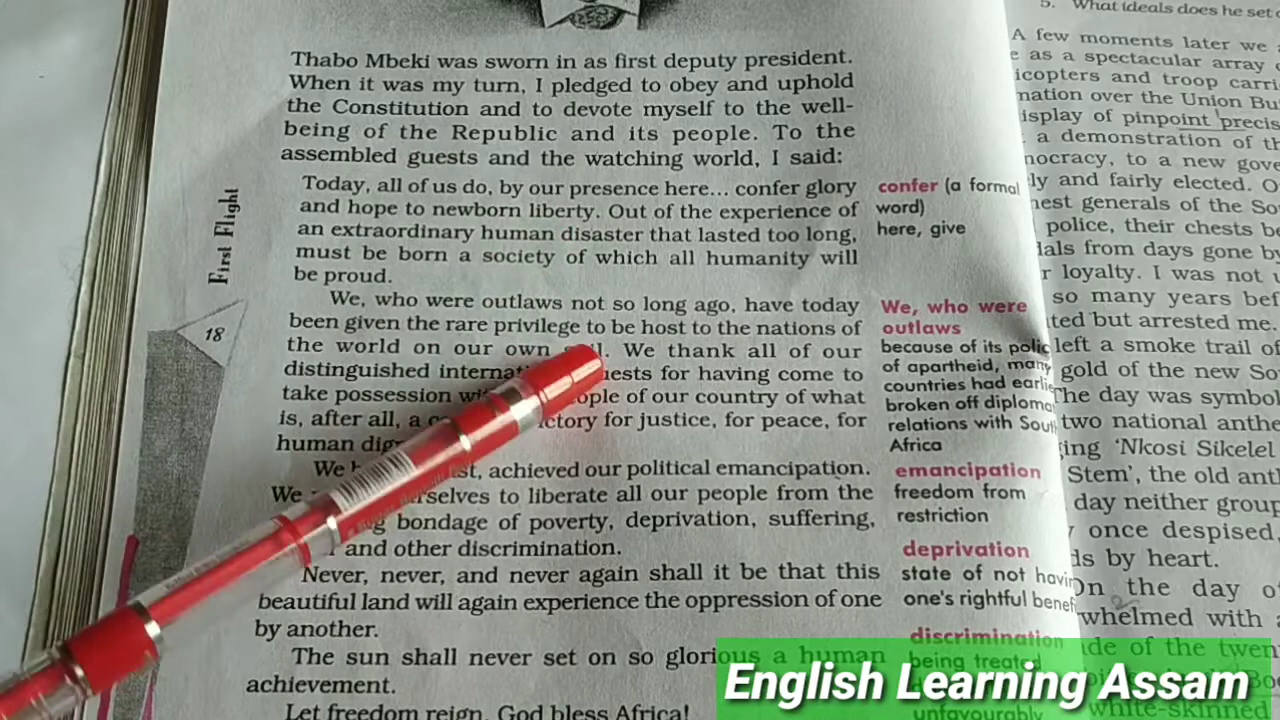 Thabo Mbeki was sworn in as first deputy president.
When it was my turn, I pledged to obey and uphold
the Constitution and to devote myself to the well-
being of the Republic and its people. To the
assembled guests and the watching world, I said:
Today, all of us do, by our presence here... confer glory
and hope to newborn liberty. Out of the experience of
an extraordinary human disaster that lasted too long,
must be born a society of which all humanity will
be proud.
We, who were outlaws not so long ago, have today
been given the rare privilege to be host to the nations of
the world on our own . We thank all of our
distinguished for having come to
take possession of our country of what
is, after all, a for justice, for peace, for
human
We achieved our political emancipation.
We to liberate all our people from the
bondage of poverty, deprivation, suffering,
and other discrimination.
Never, never, and never again shall it be that this
beautiful land will again experience the oppression of one
by another.
The sun shall never set on so glorious a human
achievement.
Let freedom reign. God bless Africa!
First Flight
18
confer (a formal
word)
here, give
We, who were
outlaws
because of its
of apartheid, many
countries had
broken off
relations with
Africa
emancipation
freedom from
restriction
deprivation
state of not
one's rightful
discrimination
being treated
unfavourably
5. What ideals does he set
A few moments later we
as a spectacular array
and troop
over the Union
of pinpoint
a demonstration of
to a new
and fairly elected.
generals of the
police, their chests
from days gone by
loyalty. I was not
so many years
but arrested me.
left a smoke trail of
gold of the new
The day was
two national
'Nkosi Sikelel
Stem', the old
day neither group
once despised,
by heart.
On the day
with
of the
white-skinned
English Learning Assam